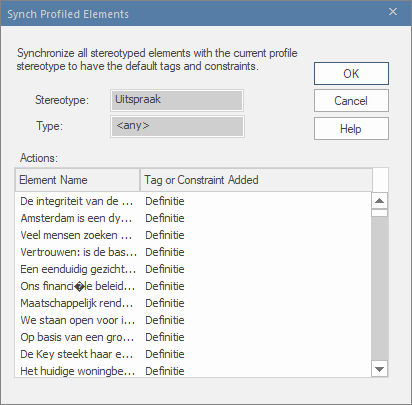 Synch Profiled Elements
Synchronize all stereotyped elements with the current profile
stereotype to have the default tags and constraints.
OK
Stereotype: Uitspraak
Cancel
Type: <any>
Help
Actions:
Element Name Tag or Constraint Added
De integriteit van de ... Definitie
Amsterdam is een dy... Definitie
Veel mensen zoeken ... Definitie
Vertrouwen: is de bas... Definitie
Een eenduidig gezicht... Definitie
Ons financi�le beleid... Definitie
Maatschappelijk rend... Definitie
We staan open voor i... Definitie
Op basis van een gro... Definitie
De Key steekt haar e... Definitie
Het huidige woningbe... Definitie